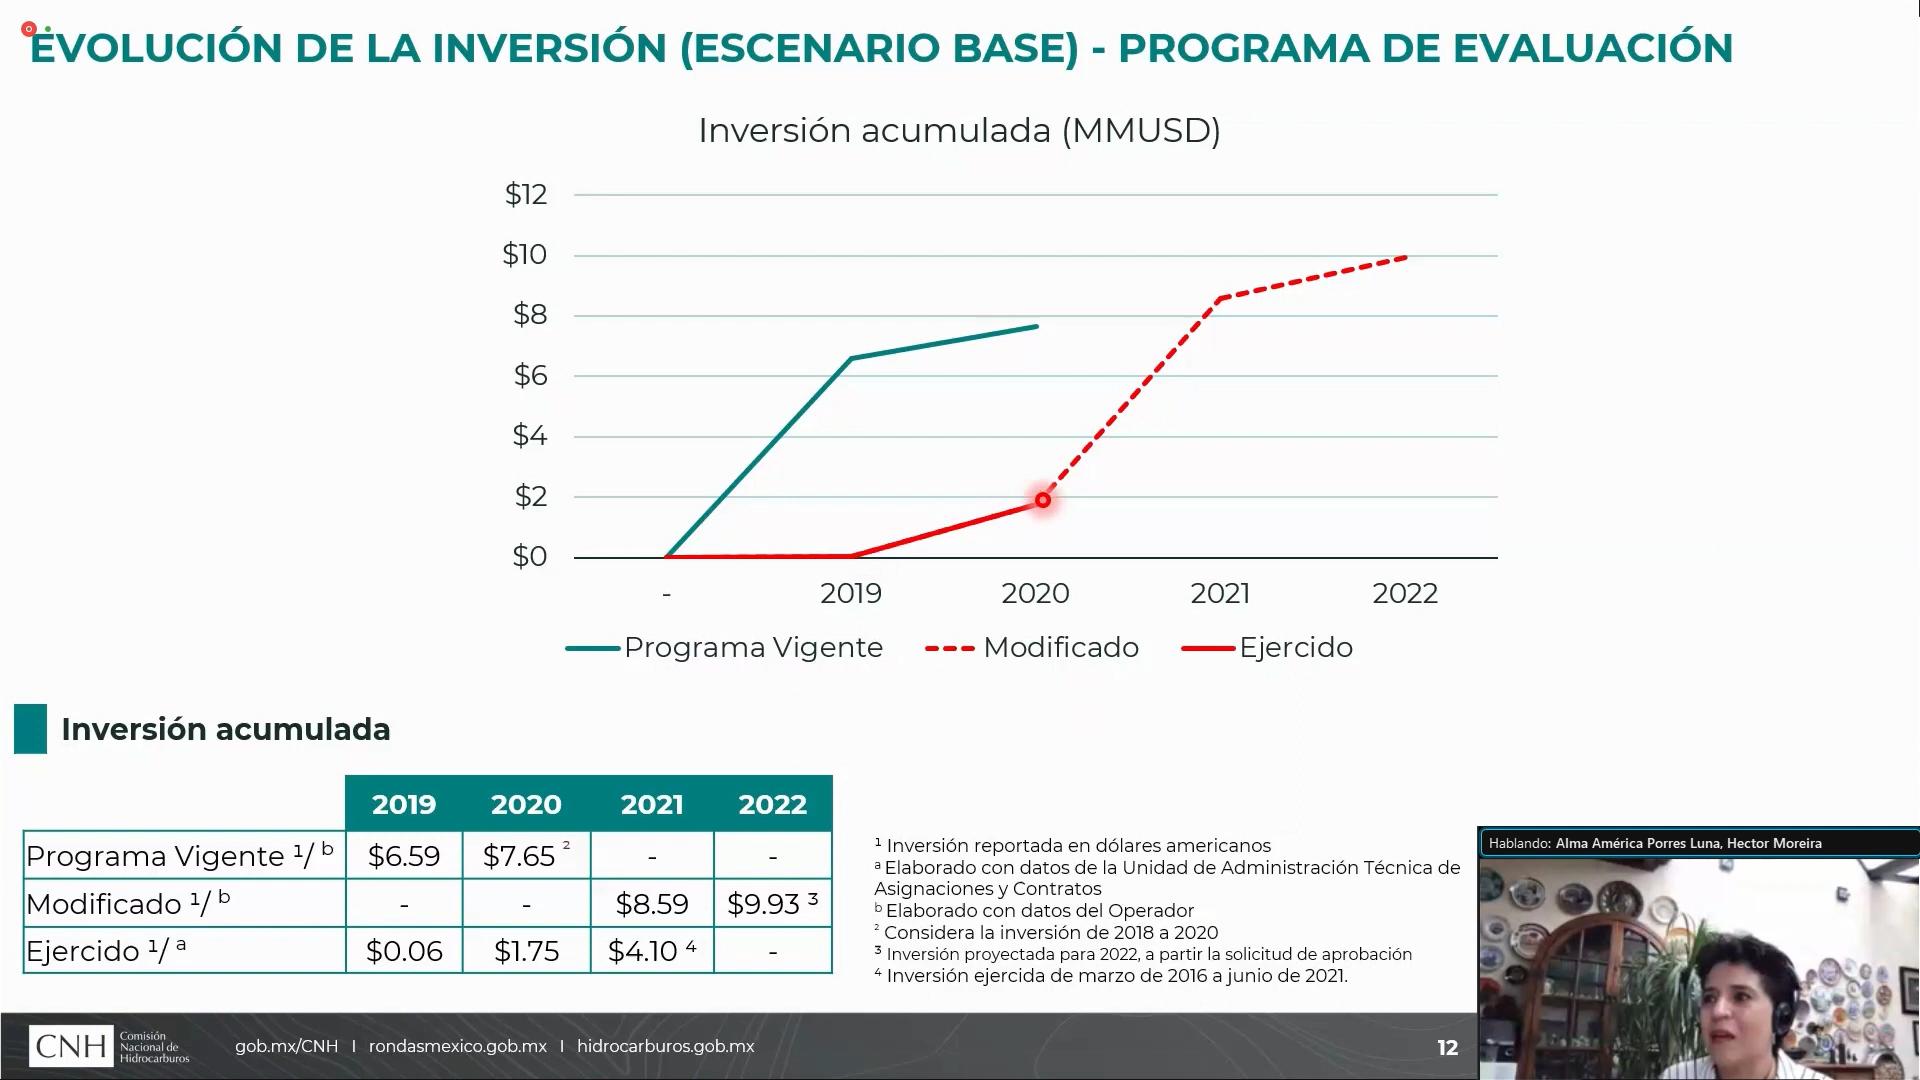 EVOLUCIÓN DE LA INVERSIÓN (ESCENARIO BASE) - PROGRAMA DE EVALUACIÓN
Inversión acumulada (MMUSD)
$12
$10
$8
$6
$4
$2
$0
- 2019 2020 2021 2022
Programa Vigente Modificado Ejercido
Inversión acumulada
2019 2020 2021 2022
Programa Vigente ¹/ ᵇ $6.59 $7.65 ² - -
Modificado ¹/ ᵇ - - $8.59 $9.93 ³
Ejercido ¹/ ᵃ $0.06 $1.75 $4.10 ⁴ -
¹ Inversión reportada en dólares americanos
ᵃ Elaborado con datos de la Unidad de Administración Técnica de
Asignaciones y Contratos
ᵇ Elaborado con datos del Operador
² Considera la inversión de 2018 a 2020
³ Inversión proyectada para 2022, a partir la solicitud de aprobación
⁴ Inversión ejercida de marzo de 2016 a junio de 2021.
Hablando: Alma América Porres Luna, Hector Moreira
CNH Comisión
Nacional de
Hidrocarburos
gob.mx/CNH I rondasmexico.gob.mx I hidrocarburos.gob.mx
12